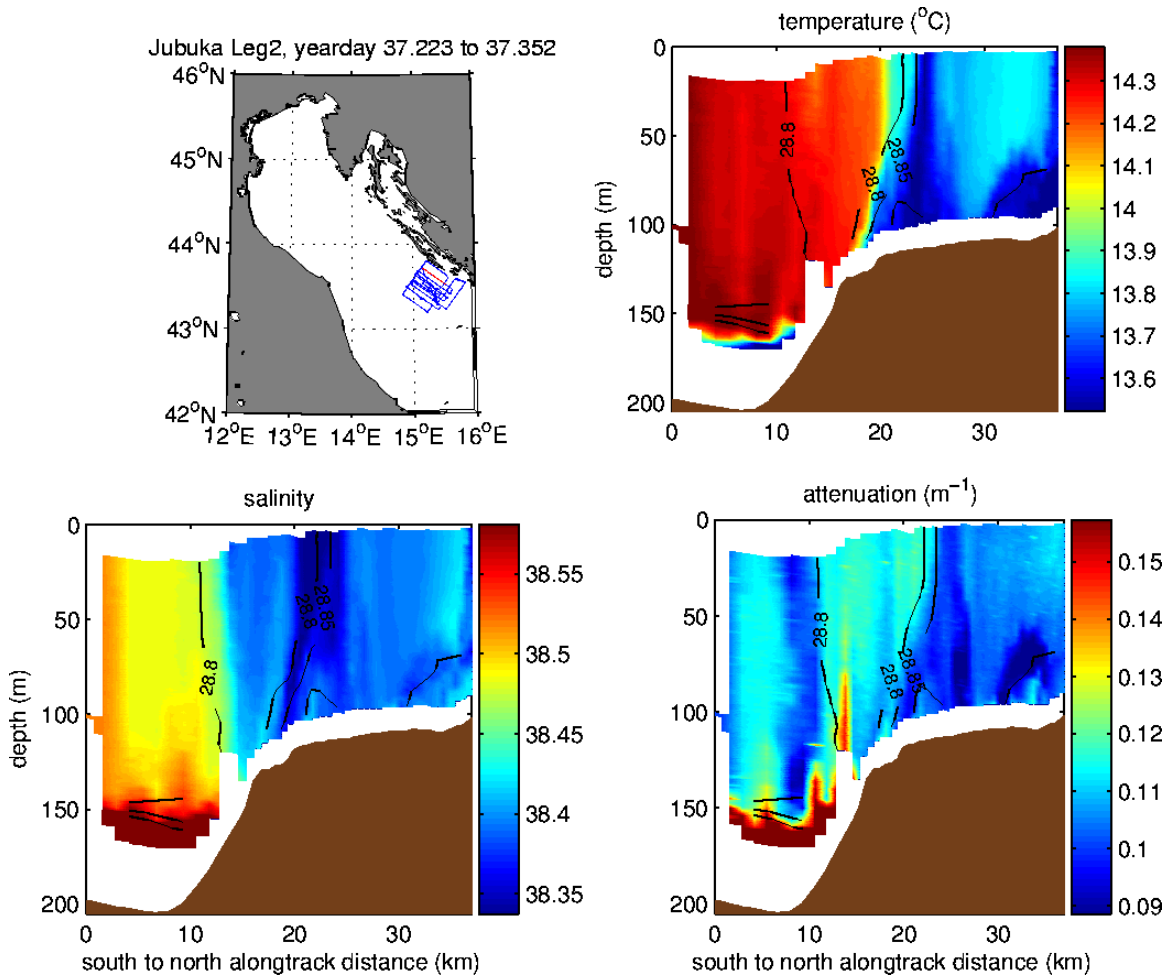 Jubuka Leg2, yearday 37.223 to 37.352
46°N
45°N
44°N
43°N
42°N
12°E 13°E 14°E 15°E 16°E
temperature (°C)
depth (m)
0
50
100
150
200
0 10 20 30
28.8
28.85
28.8
14.3
14.2
14.1
14
13.9
13.8
13.7
13.6
salinity
depth (m)
0
50
100
150
200
0 10 20 30
south to north alongtrack distance (km)
28.8
28.8
28.85
38.55
38.5
38.45
38.4
38.35
attenuation (m⁻¹)
0
50
100
150
200
0 10 20 30
south to north alongtrack distance (km)
28.8
28.8
28.85
0.15
0.14
0.13
0.12
0.11
0.1
0.09